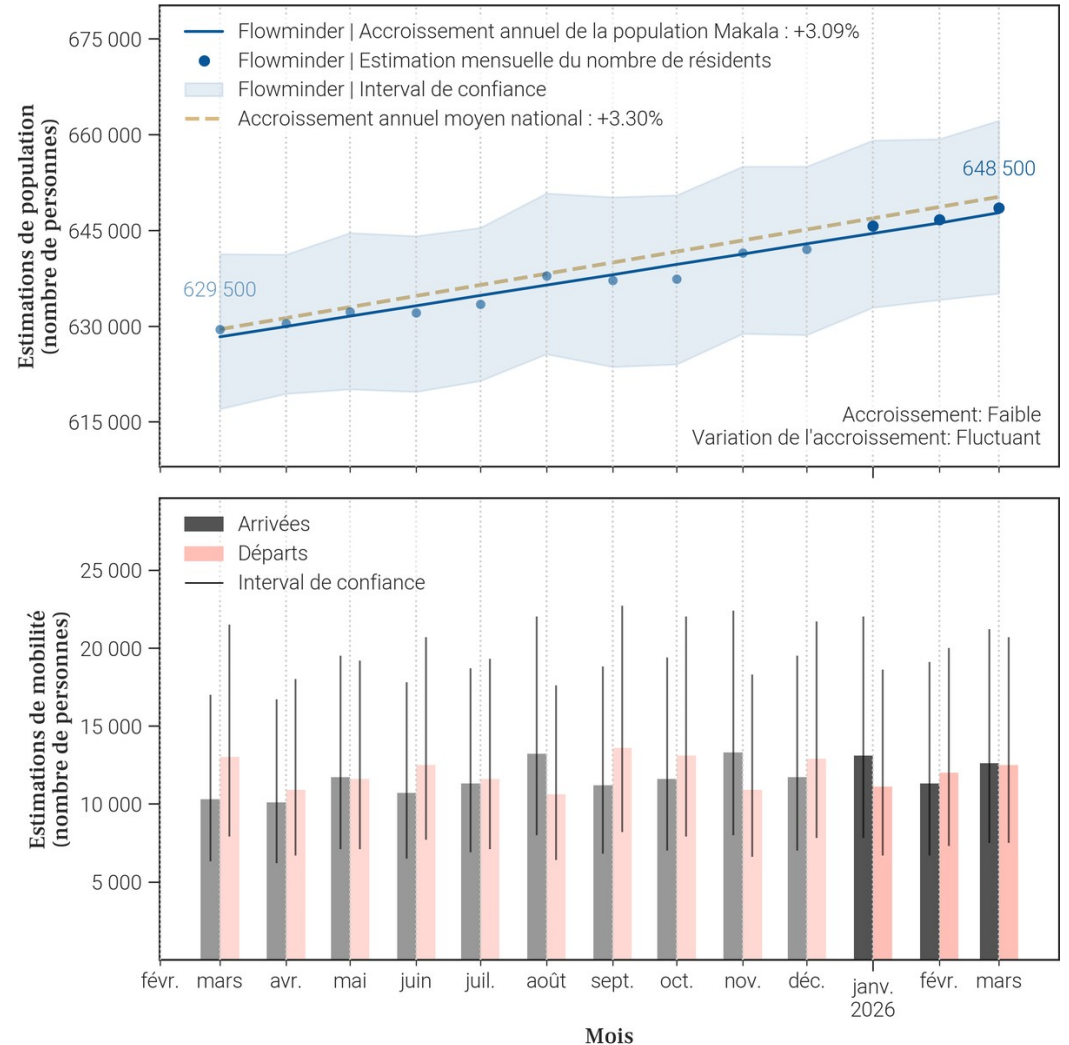 675 000
660 000
645 000
630 000
615 000
Estimations de population
(nombre de personnes)
Flowminder | Accroissement annuel de la population Makala : +3.09%
Flowminder | Estimation mensuelle du nombre de résidents
Flowminder | Interval de confiance
Accroissement annuel moyen national : +3.30%
648 500
629 500
Accroissement: Faible
Variation de l'accroissement: Fluctuant
Arrivées
Départs
Interval de confiance
25 000
20 000
15 000
10 000
5 000
Estimations de mobilité
(nombre de personnes)
févr. mars avr. mai juin juil. août sept. oct. nov. déc. janv. févr. mars
2026
Mois